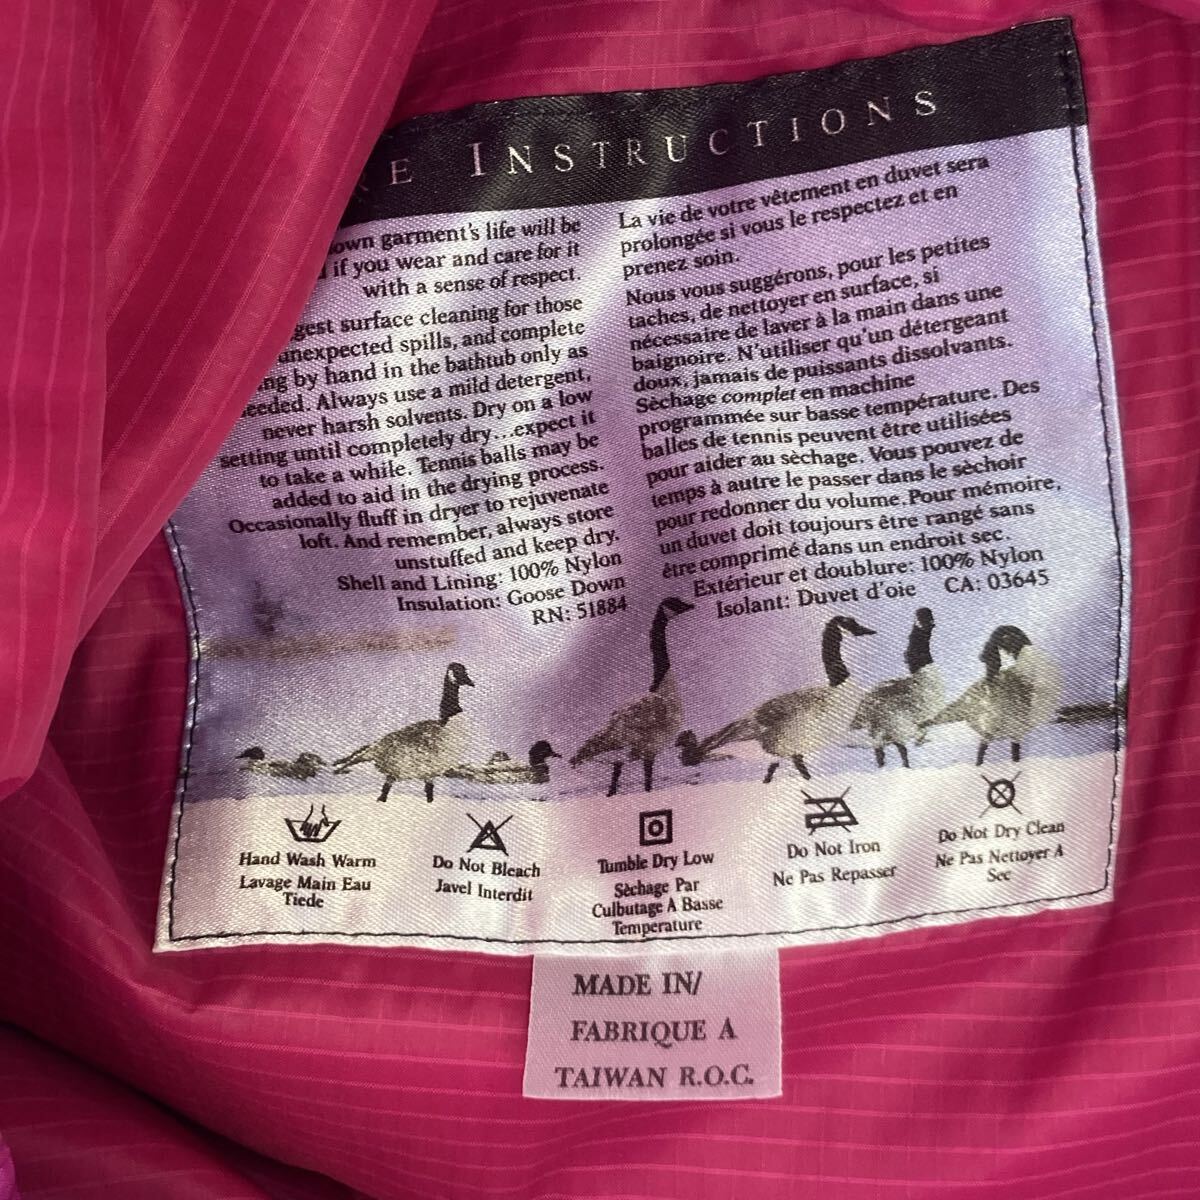 E INSTRUCTIONS
own garment's life will be
if you wear and care for it
with a sense of respect.
gest surface cleaning for those
unexpected spills, and complete
ng by hand in the bathtub only as
eeded. Always use a mild detergent,
never harsh solvents. Dry on a low
setting until completely dry...expect it
to take a while. Tennis balls may be
added to aid in the drying process.
Occasionally fluff in dryer to rejuvenate
loft. And remember, always store
unstuffed and keep dry.
Shell and Lining: 100% Nylon
Insulation: Goose Down
RN: 51884
La vie de votre vêtement en duvet sera
prolongée si vous le respectez et en
prenez soin.
Nous vous suggérons, pour les petites
taches, de nettoyer en surface, si
nécessaire de laver à la main dans une
baignoire. N'utiliser qu'un détergeant
doux, jamais de puissants dissolvants.
Sèchage complet en machine
programmée sur basse température. Des
balles de tennis peuvent être utilisées
pour aider au sèchage. Vous pouvez de
temps à autre le passer dans le sèchoir
pour redonner du volume. Pour mémoire,
un duvet doit toujours être rangé sans
être comprimé dans un endroit sec.
Extérieur et doublure: 100% Nylon
Isolant: Duvet d'oie CA: 03645
Hand Wash Warm
Lavage Main Eau
Tiede
Do Not Bleach
Javel Interdit
Tumble Dry Low
Sèchage Par
Culbutage A Basse
Temperature
Do Not Iron
Ne Pas Repasser
Do Not Dry Clean
Ne Pas Nettoyer A
Sec
MADE IN/
FABRIQUE A
TAIWAN R.O.C.